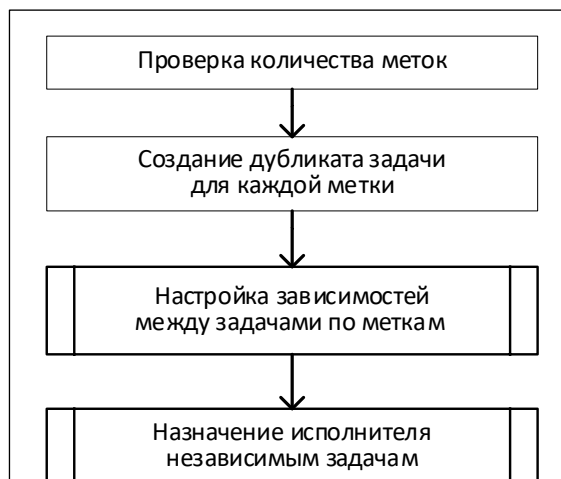 Проверка количества меток
Создание дубликата задачи
для каждой метки
Настройка зависимостей
между задачами по меткам
Назначение исполнителя
независимым задачам